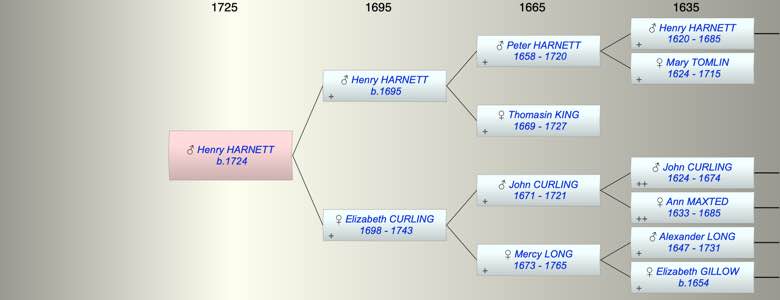 1725 1695 1665 1635
♂ Henry HARNETT
b.1724
♂ Henry HARNETT
b.1695
+
♀ Elizabeth CURLING
1698 - 1743
+
♂ Peter HARNETT
1658 - 1720
+
♀ Thomasin KING
1669 - 1727
+
♂ John CURLING
1671 - 1721
+
♀ Mercy LONG
1673 - 1765
+
♂ Henry HARNETT
1620 - 1685
+
♀ Mary TOMLIN
1624 - 1715
+
♂ John CURLING
1624 - 1674
++
♀ Ann MAXTED
1633 - 1685
++
♂ Alexander LONG
1647 - 1731
+
♀ Elizabeth GILLOW
b.1654
+